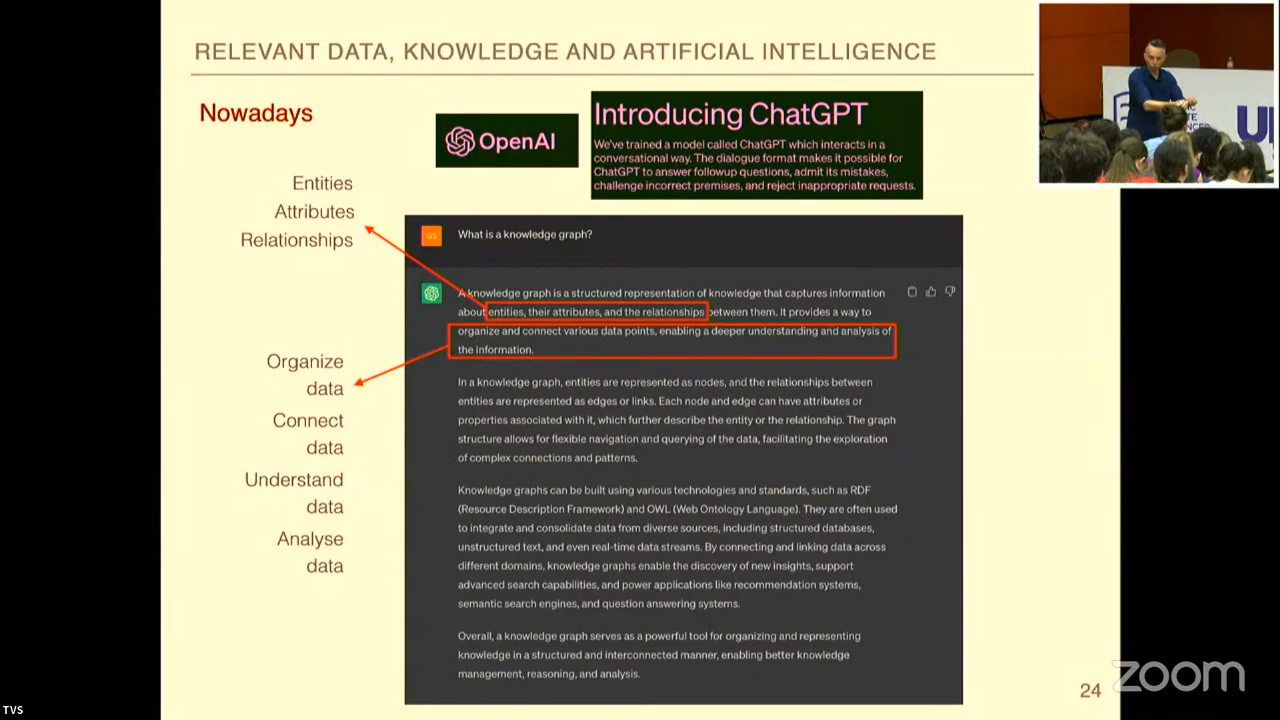 RELEVANT DATA, KNOWLEDGE AND ARTIFICIAL INTELLIGENCE
Nowadays
OpenAI
Introducing ChatGPT
We've trained a model called ChatGPT which interacts in a
conversational way. The dialogue format makes it possible for
ChatGPT to answer followup questions, admit its mistakes,
challenge incorrect premises, and reject inappropriate requests.
Entities
Attributes
Relationships
Organize
data
Connect
data
Understand
data
Analyse
data
GS
What is a knowledge graph?
A knowledge graph is a structured representation of knowledge that captures information
about entities, their attributes, and the relationships between them. It provides a way to
organize and connect various data points, enabling a deeper understanding and analysis of
the information.
In a knowledge graph, entities are represented as nodes, and the relationships between
entities are represented as edges or links. Each node and edge can have attributes or
properties associated with it, which further describe the entity or the relationship. The graph
structure allows for flexible navigation and querying of the data, facilitating the exploration
of complex connections and patterns.
Knowledge graphs can be built using various technologies and standards, such as RDF
(Resource Description Framework) and OWL (Web Ontology Language). They are often used
to integrate and consolidate data from diverse sources, including structured databases,
unstructured text, and even real-time data streams. By connecting and linking data across
different domains, knowledge graphs enable the discovery of new insights, support
advanced search capabilities, and power applications like recommendation systems,
semantic search engines, and question answering systems.
Overall, a knowledge graph serves as a powerful tool for organizing and representing
knowledge in a structured and interconnected manner, enabling better knowledge
management, reasoning, and analysis.
24
zoom
TVS